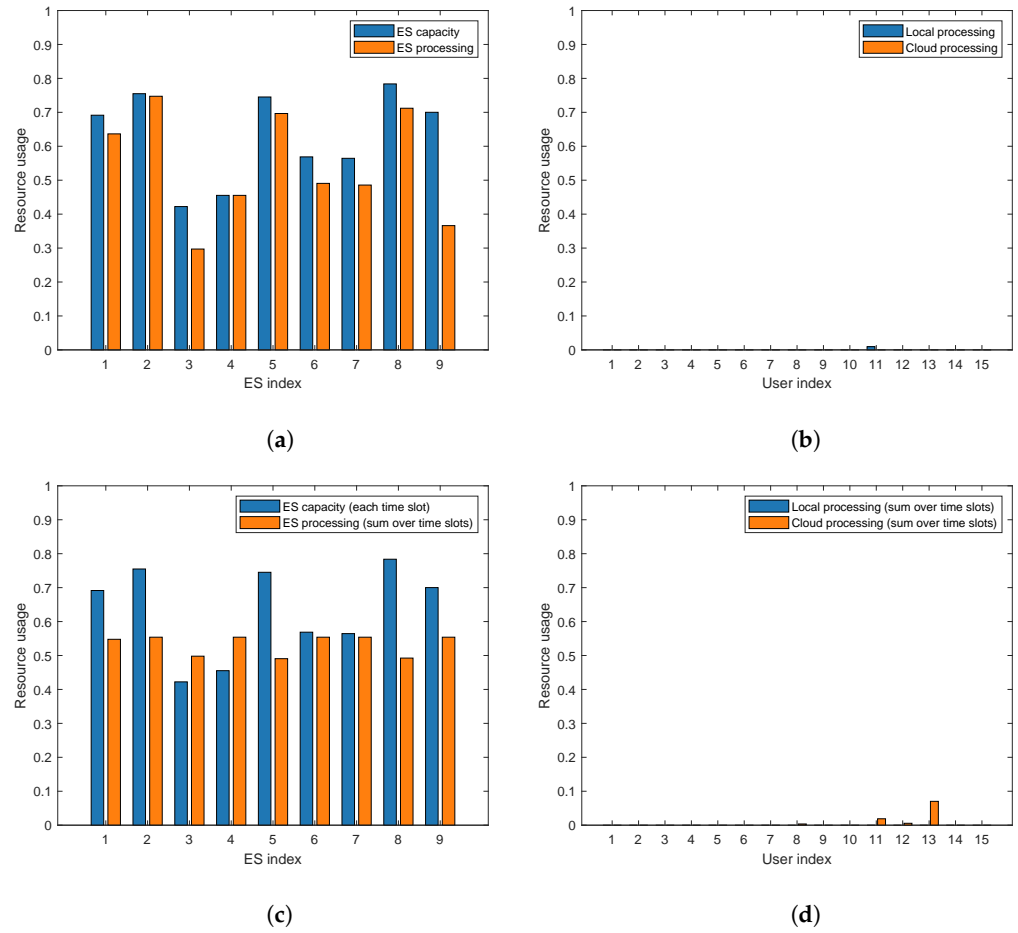 1
0.9
0.8
0.7
0.6
0.5
0.4
0.3
0.2
0.1
0
Resource usage
ES capacity
ES processing
1 2 3 4 5 6 7 8 9
ES index
(a)
1
0.9
0.8
0.7
0.6
0.5
0.4
0.3
0.2
0.1
0
Resource usage
Local processing
Cloud processing
1 2 3 4 5 6 7 8 9 10 11 12 13 14 15
User index
(b)
1
0.9
0.8
0.7
0.6
0.5
0.4
0.3
0.2
0.1
0
Resource usage
ES capacity (each time slot)
ES processing (sum over time slots)
1 2 3 4 5 6 7 8 9
ES index
(c)
1
0.9
0.8
0.7
0.6
0.5
0.4
0.3
0.2
0.1
0
Resource usage
Local processing (sum over time slots)
Cloud processing (sum over time slots)
1 2 3 4 5 6 7 8 9 10 11 12 13 14 15
User index
(d)